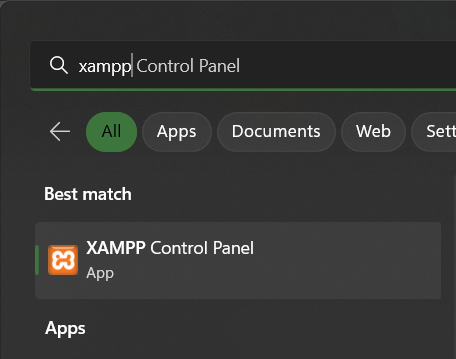 xampp Control Panel
All Apps Documents Web Sett
Best match
XAMPP Control Panel
App
Apps